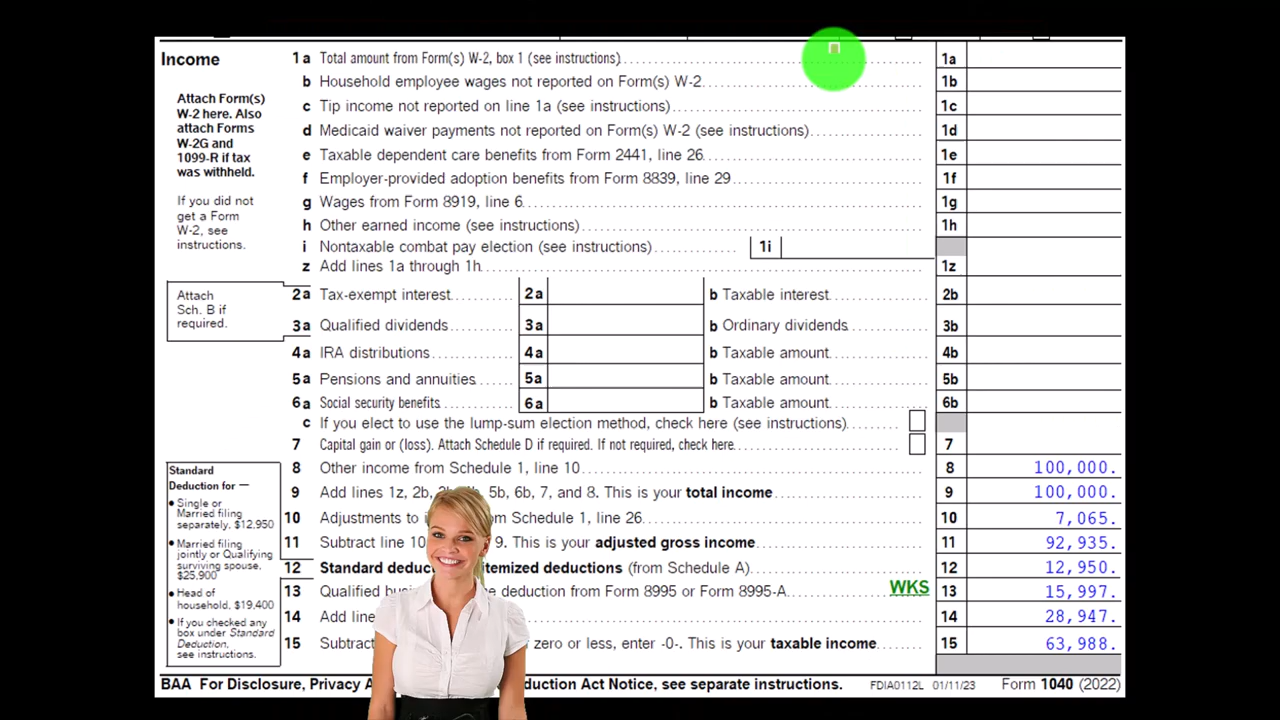 Income
1a Total amount from Form(s) W-2, box 1 (see instructions) 1a
b Household employee wages not reported on Form(s) W-2 1b
Attach Form(s)
W-2 here. Also
attach Forms
W-2G and
1099-R if tax
was withheld.
c Tip income not reported on line 1a (see instructions) 1c
d Medicaid waiver payments not reported on Form(s) W-2 (see instructions) 1d
e Taxable dependent care benefits from Form 2441, line 26 1e
f Employer-provided adoption benefits from Form 8839, line 29 1f
If you did not
get a Form
W-2, see
instructions.
g Wages from Form 8919, line 6 1g
h Other earned income (see instructions) 1h
i Nontaxable combat pay election (see instructions) 1i
z Add lines 1a through 1h 1z
Attach
Sch. B if
required.
2a Tax-exempt interest 2a b Taxable interest 2b
3a Qualified dividends 3a b Ordinary dividends 3b
4a IRA distributions 4a b Taxable amount 4b
5a Pensions and annuities 5a b Taxable amount 5b
6a Social security benefits 6a b Taxable amount 6b
c If you elect to use the lump-sum election method, check here (see instructions)
7 Capital gain or (loss). Attach Schedule D if required. If not required, check here 7
Standard
Deduction for —
• Single or
Married filing
separately, $12,950
• Married filing
jointly or Qualifying
surviving spouse,
$25,900
• Head of
household, $19,400
• If you checked any
box under Standard
Deduction,
see instructions.
8 Other income from Schedule 1, line 10 8 100,000.
9 Add lines 1z, 2b, 5b, 6b, 7, and 8. This is your total income 9 100,000.
10 Adjustments to from Schedule 1, line 26 10 7,065.
11 Subtract line 10 9. This is your adjusted gross income 11 92,935.
12 Standard itemized deductions (from Schedule A) 12 12,950.
13 Qualified deduction from Form 8995 or Form 8995-A WKS 13 15,997.
14 Add 14 28,947.
15 zero or less, enter -0-. This is your taxable income 15 63,988.
BAA For Disclosure, Privacy Act Notice, see separate instructions. FDIA0112L 01/11/23 Form 1040 (2022)